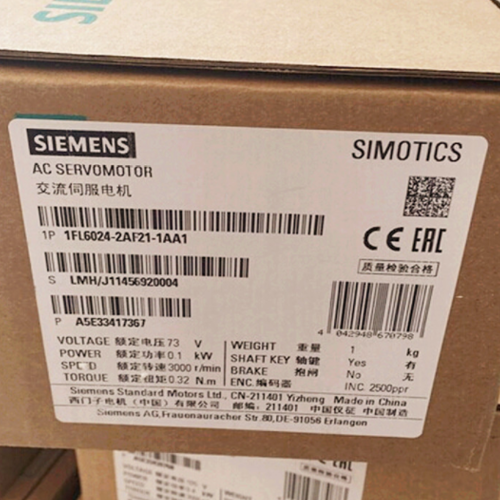 SIEMENS
SIMOTICS
AC SERVOMOTOR
交流伺服电机
1P 1FL6024-2AF21-1AA1
CE EAC
质量检验合格
S LMH/J11456920004
P A5E33417367
4 042948 670798
VOLTAGE 额定电压 73 V
POWER 额定功率 0.1 kW
额定转速 3000 r/min
TORQUE 额定扭矩 0.32 N.m
WEIGHT 重量 1 kg
SHAFT KEY 轴键 Yes 有
BRAKE 抱闸 No 无
ENC.编码器 INC. 2500ppr
Siemens Standard Motors Ltd., CN-211401 Yizheng Made in China
西门子电机（中国）有限公司 邮编：211401 中国仪征 中国制造
Siemens AG,Frauenauracher Str.80,DE-91056 Erlangen